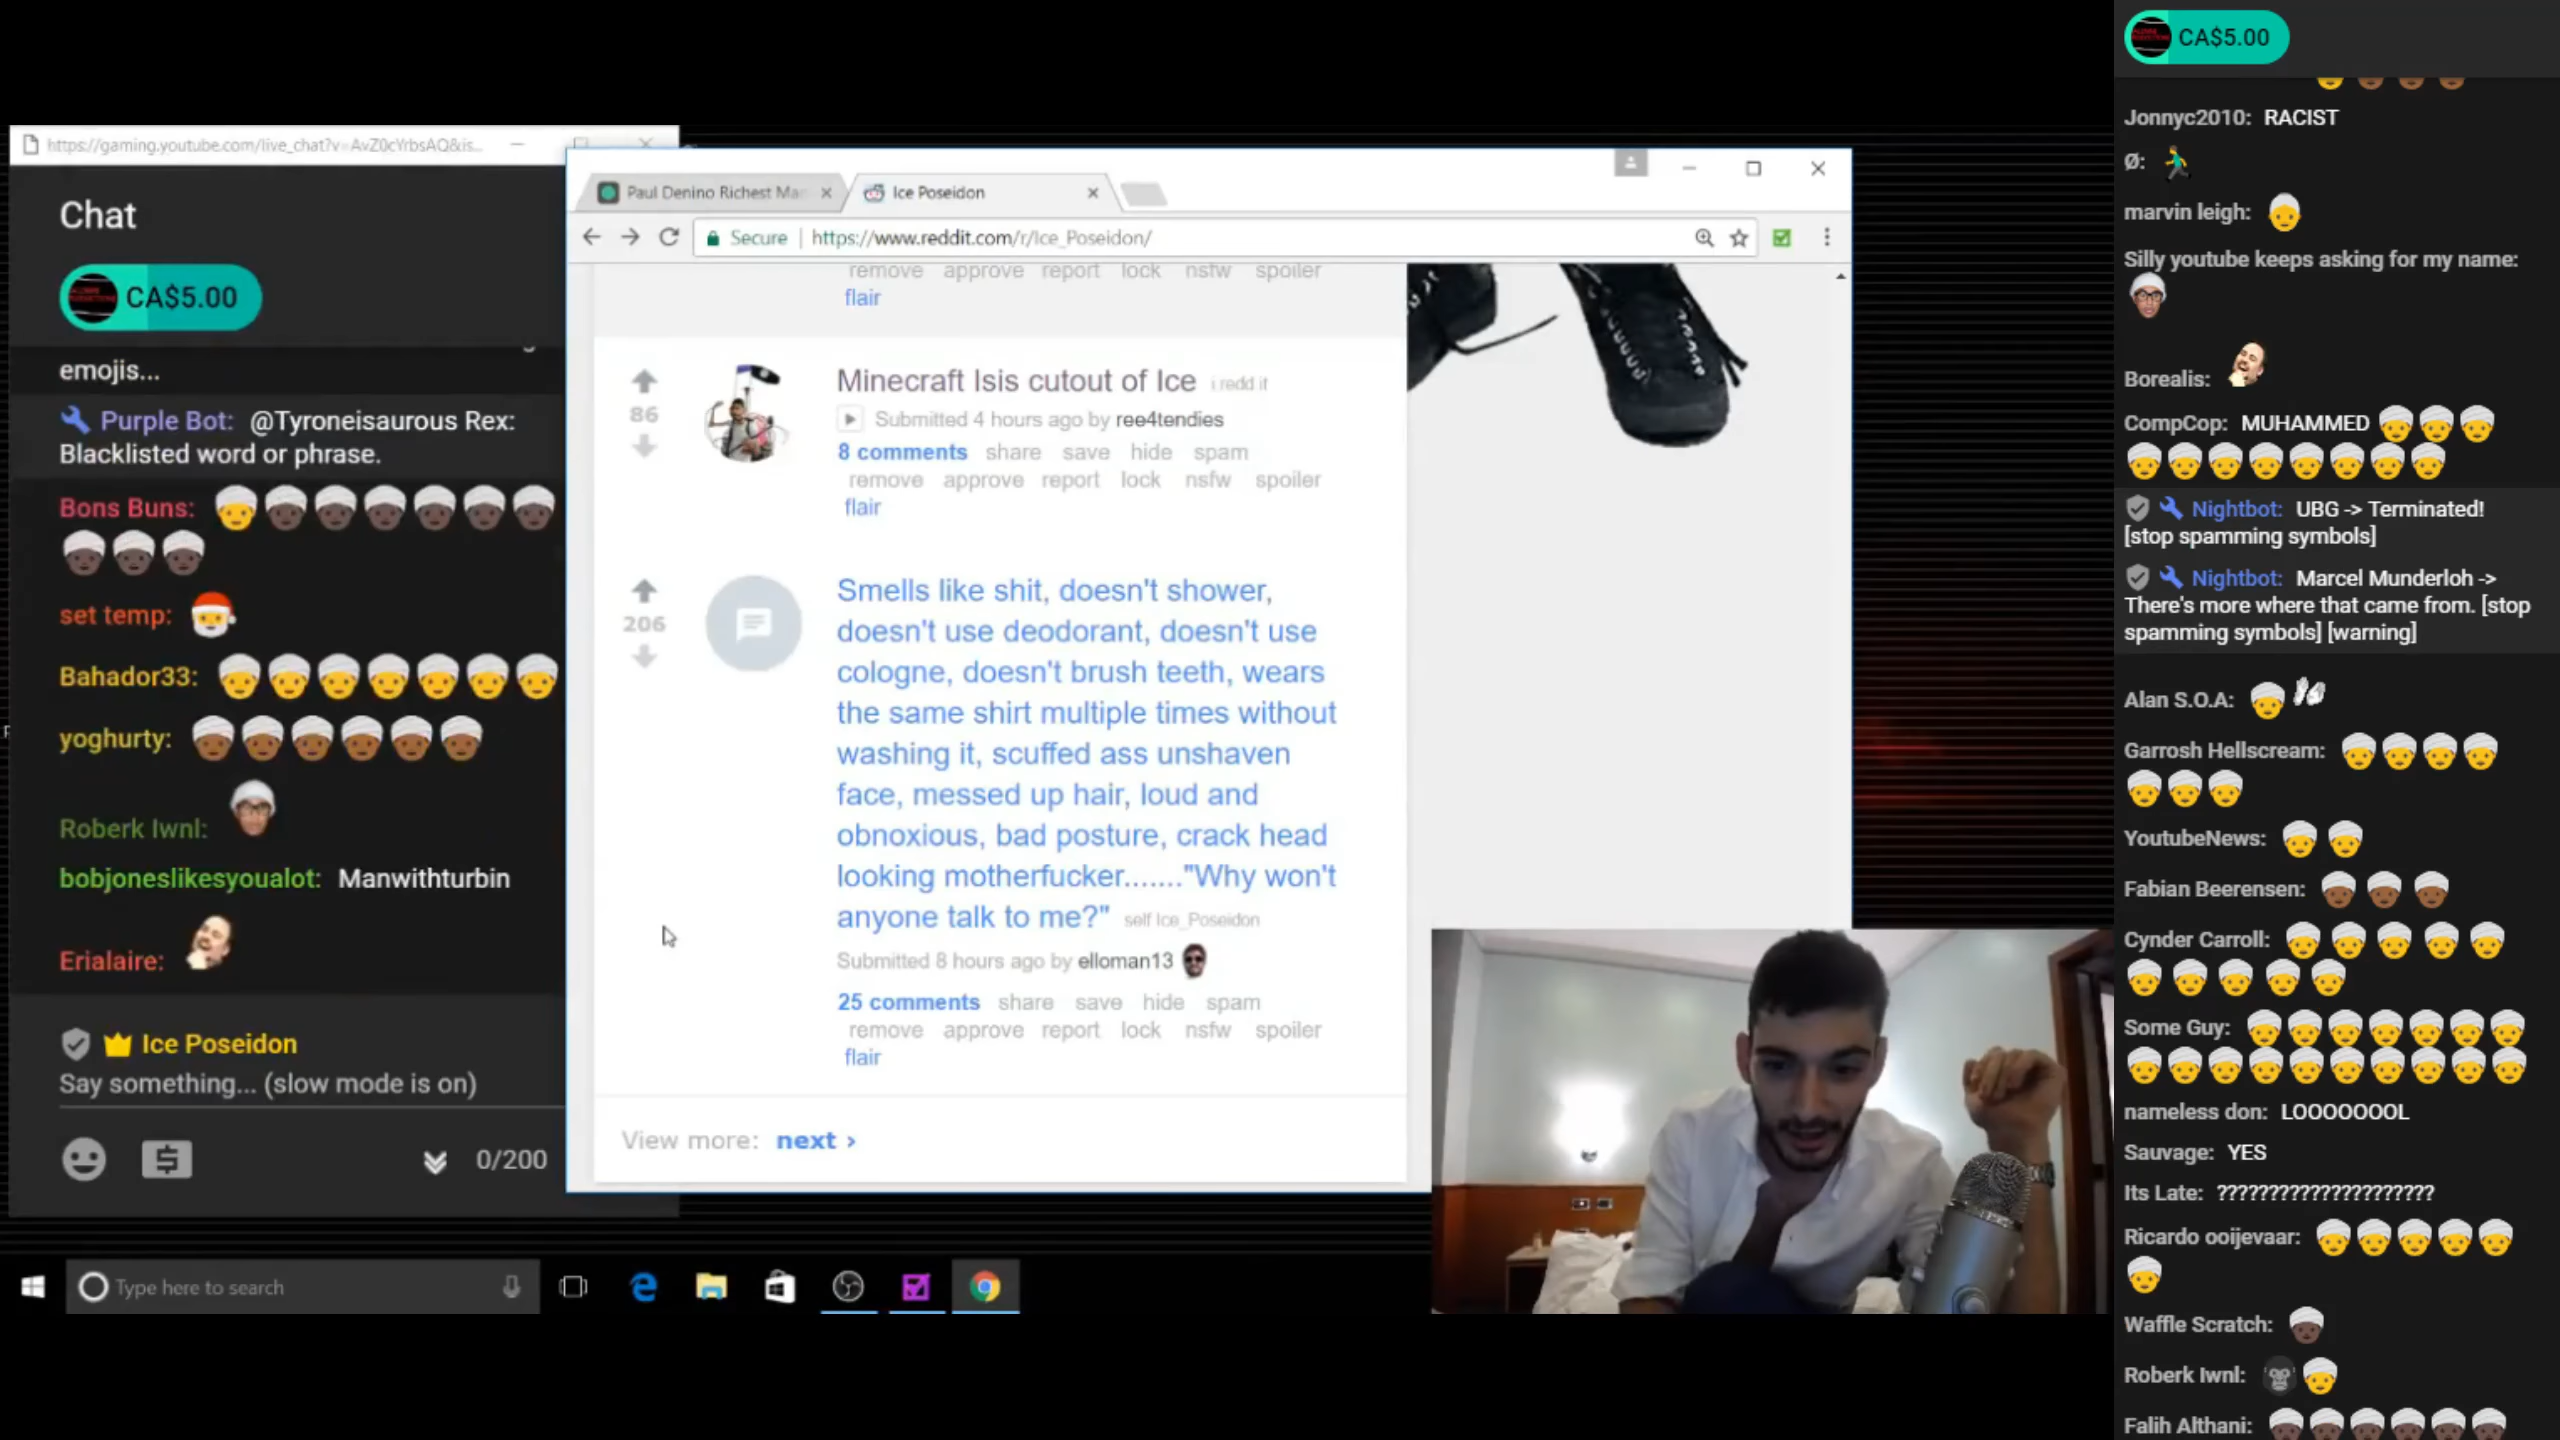 https://gaming.youtube.com/live_chat?v=AvZ0cYrbsAQ&is...
Chat
CA$5.00
emojis...
Purple Bot: @Tyroneisaurous Rex:
Blacklisted word or phrase.
Bons Buns:
set temp:
Bahador33:
yoghurty:
Roberk Iwnl:
bobjoneslikesyoualot: Manwithturbin
Erialaire:
Ice Poseidon
Say something... (slow mode is on)
0/200
Type here to search
Paul Denino Richest Ma
Ice Poseidon
Secure https://www.reddit.com/r/Ice_Poseidon/
remove approve report lock nsfw spoiler
flair
86
Minecraft Isis cutout of Ice i.redd.it
Submitted 4 hours ago by ree4tendies
8 comments share save hide spam
remove approve report lock nsfw spoiler
flair
206
Smells like shit, doesn't shower,
doesn't use deodorant, doesn't use
cologne, doesn't brush teeth, wears
the same shirt multiple times without
washing it, scuffed ass unshaven
face, messed up hair, loud and
obnoxious, bad posture, crack head
looking motherfucker......."Why won't
anyone talk to me?" self Ice_Poseidon
Submitted 8 hours ago by elloman13
25 comments share save hide spam
remove approve report lock nsfw spoiler
flair
View more: next ›
CA$5.00
Jonnyc2010: RACIST
Ø:
marvin leigh:
Silly youtube keeps asking for my name:
Borealis:
CompCop: MUHAMMED
Nightbot: UBG -> Terminated!
[stop spamming symbols]
Nightbot: Marcel Munderloh ->
There's more where that came from. [stop
spamming symbols] [warning]
Alan S.O.A:
Garrosh Hellscream:
YoutubeNews:
Fabian Beerensen:
Cynder Carroll:
Some Guy:
nameless don: LOOOOOOOL
Sauvage: YES
Its Late: ?????????????????????
Ricardo ooijevaar:
Waffle Scratch:
Roberk Iwnl:
Falih Althani: